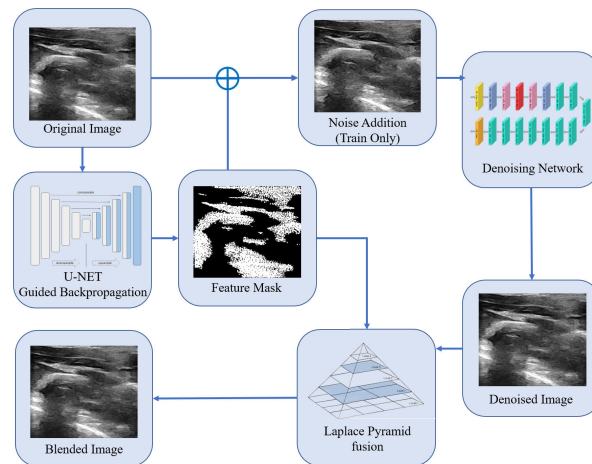 Original Image
Noise Addition
(Train Only)
Denoising Network
U-NET
Guided Backpropagation
Feature Mask
Denoised Image
Laplace Pyramid
fusion
Blended Image